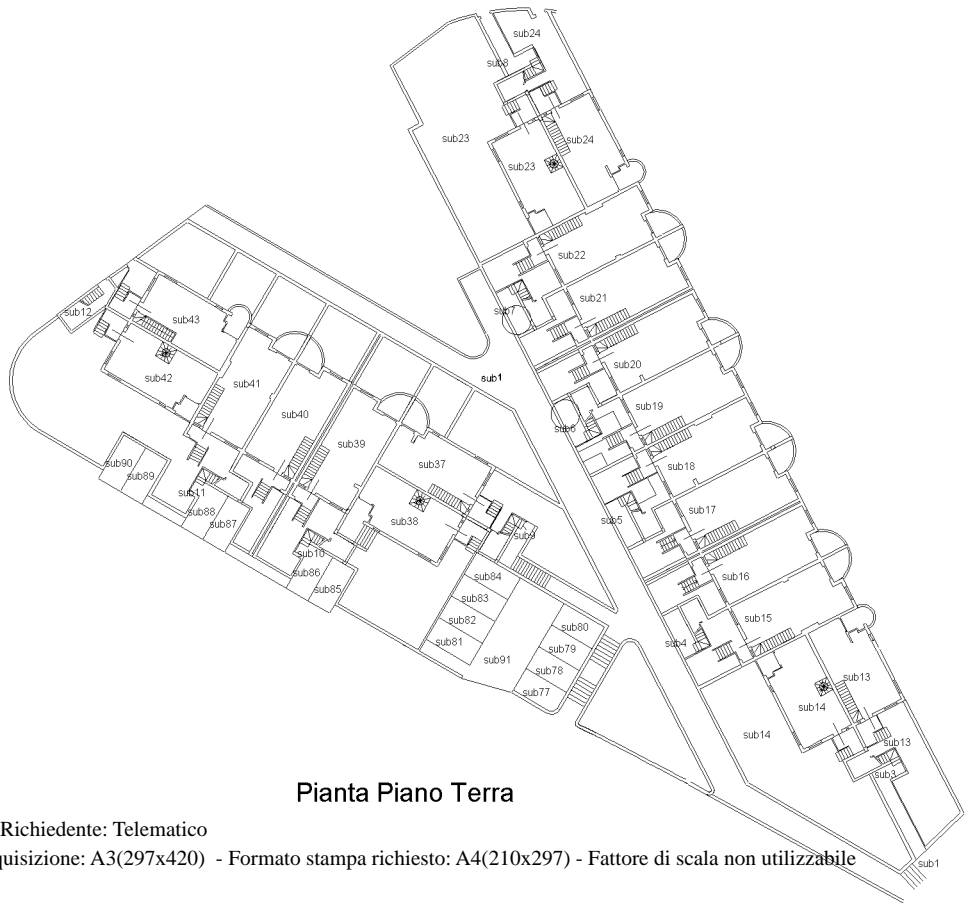 sub24
sub8
sub23
sub24
sub23
sub22
sub21
sub7
sub20
sub19
sub6
sub18
sub5
sub17
sub16
sub15
sub4
sub14
sub13
sub14
sub13
sub3
sub1
sub1
sub12
sub43
sub42
sub41
sub40
sub39
sub37
sub38
sub90
sub89
sub11
sub88
sub87
sub10
sub86
sub85
sub9
sub84
sub83
sub82
sub81
sub91
sub80
sub79
sub78
sub77
Pianta Piano Terra
Richiedente: Telematico
quisizione: A3(297x420) - Formato stampa richiesto: A4(210x297) - Fattore di scala non utilizzabile